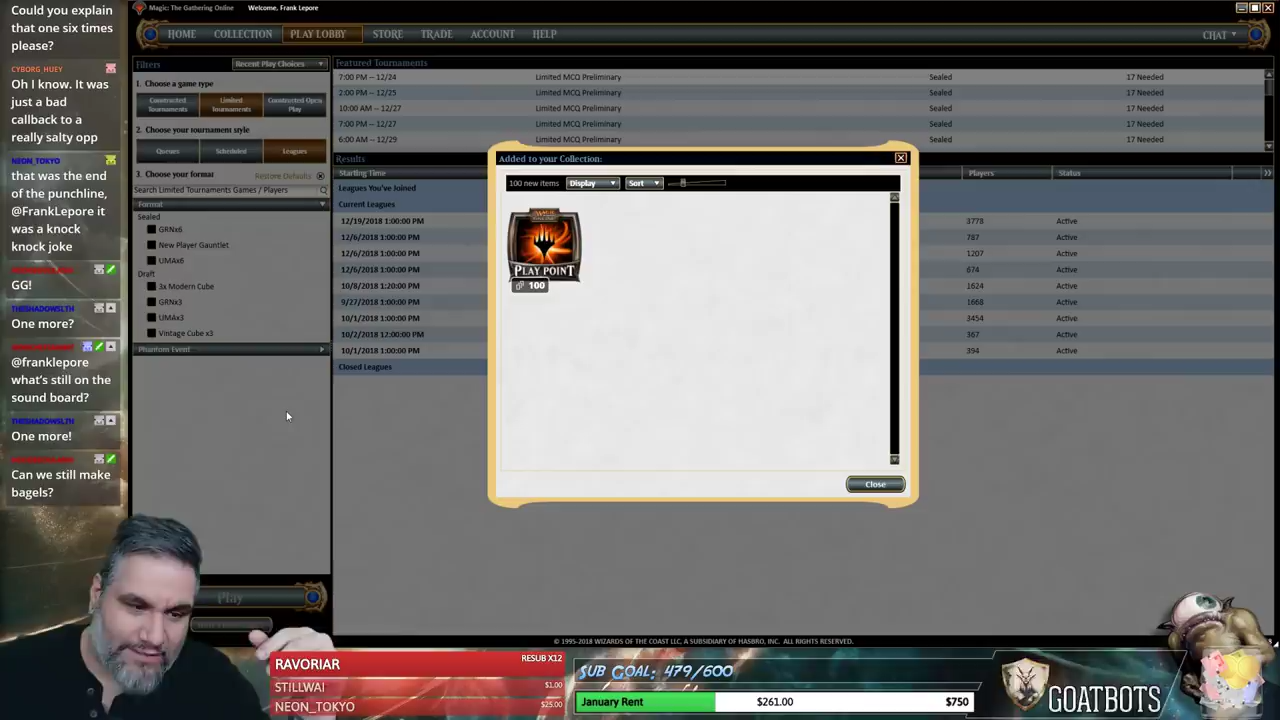 Could you explain
that one six times
please?
CYBORG_HUEY
Oh I know. It was
just a bad
callback to a
really salty opp
NEON_TOKYO
that was the end
of the punchline,
@FrankLepore it
was a knock
knock joke
GG!
THESHADOWSLTH
One more?
@franklepore
what's still on the
sound board?
THESHADOWSLTH
One more!
Can we still make
bagels?
Magic: The Gathering Online Welcome, Frank Lepore
HOME COLLECTION PLAY LOBBY STORE TRADE ACCOUNT HELP CHAT
Filters Recent Play Choices
1. Choose a game type
Constructed Tournaments
Limited Tournaments
Constructed Open Play
2. Choose your tournament style
Queues Scheduled Leagues
3. Choose your format Restore Defaults
Search Limited Tournaments Games / Players
Format
Sealed
GRNx6
New Player Gauntlet
UMAx6
Draft
3x Modern Cube
GRNx3
UMAx3
Vintage Cube x3
Phantom Event
Play
Featured Tournaments
7:00 PM -- 12/24 Limited MCQ Preliminary Sealed 17 Needed
2:00 PM -- 12/25 Limited MCQ Preliminary Sealed 17 Needed
10:00 AM -- 12/27 Limited MCQ Preliminary Sealed 17 Needed
7:00 PM -- 12/27 Limited MCQ Preliminary Sealed 17 Needed
6:00 AM -- 12/29 Limited MCQ Preliminary Sealed 17 Needed
Results
Starting Time Players Status
Leagues You've Joined
Current Leagues
12/19/2018 1:00:00 PM 3778 Active
12/6/2018 1:00:00 PM 787 Active
12/6/2018 1:00:00 PM 1207 Active
12/6/2018 1:00:00 PM 674 Active
10/8/2018 1:20:00 PM 1624 Active
9/27/2018 1:00:00 PM 1668 Active
10/1/2018 1:00:00 PM 3454 Active
10/2/2018 12:00:00 PM 367 Active
10/1/2018 1:00:00 PM 394 Active
Closed Leagues
Added to your Collection:
100 new items Display Sort
PLAY POINT
100
Close
© 1995-2018 WIZARDS OF THE COAST LLC, A SUBSIDIARY OF HASBRO, INC. ALL RIGHTS RESERVED.
RAVORIAR RESUB X12
STILLWAI $1.00
NEON_TOKYO $25.00
SUB GOAL: 479/600
January Rent $261.00 $750
GOATBOTS